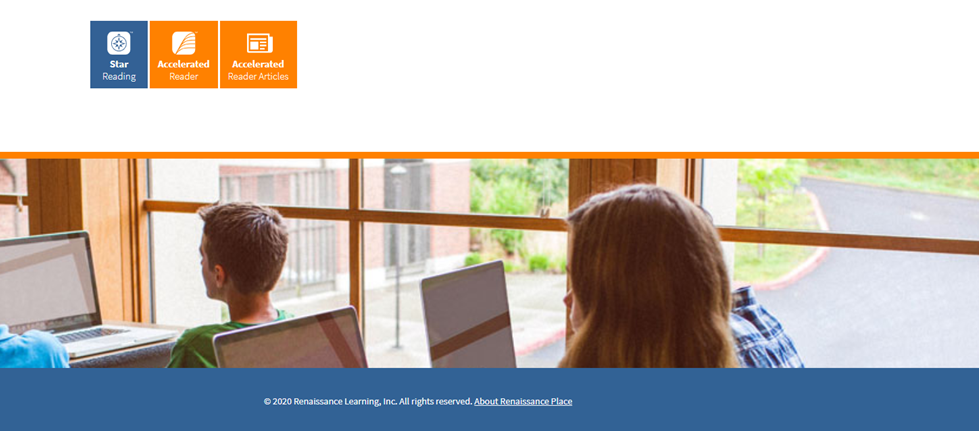 Star
Reading
Accelerated
Reader
Accelerated
Reader Articles
© 2020 Renaissance Learning, Inc. All rights reserved. About Renaissance Place